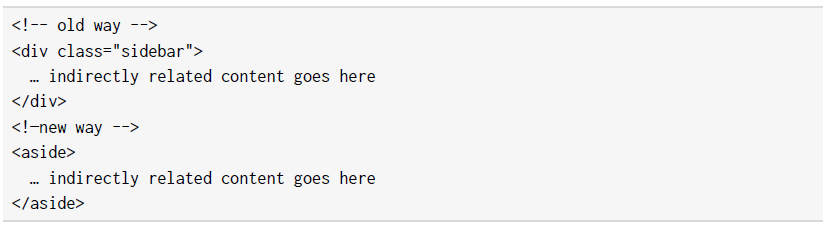 <!-- old way -->
<div class="sidebar">
  … indirectly related content goes here
</div>
<!—new way -->
<aside>
  … indirectly related content goes here
</aside>